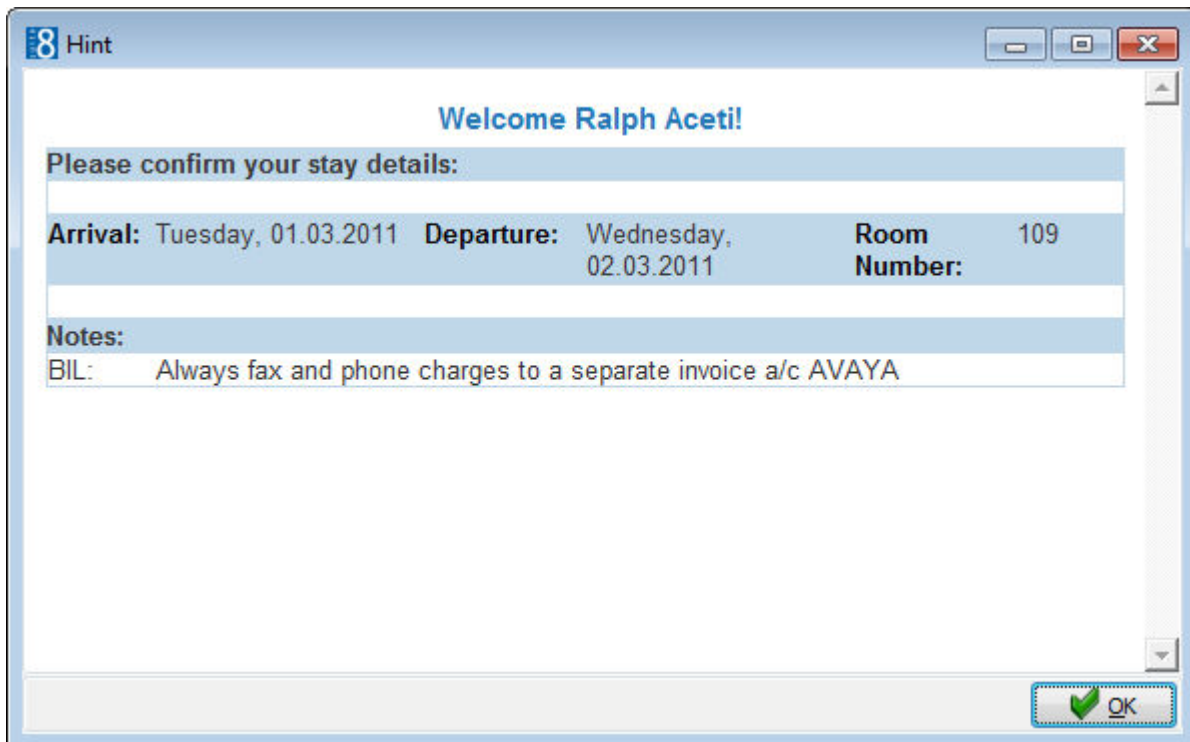 8 Hint
Welcome Ralph Aceti!
Please confirm your stay details:
Arrival: Tuesday, 01.03.2011 Departure: Wednesday, 02.03.2011 Room Number: 109
Notes:
BIL: Always fax and phone charges to a separate invoice a/c AVAYA
OK